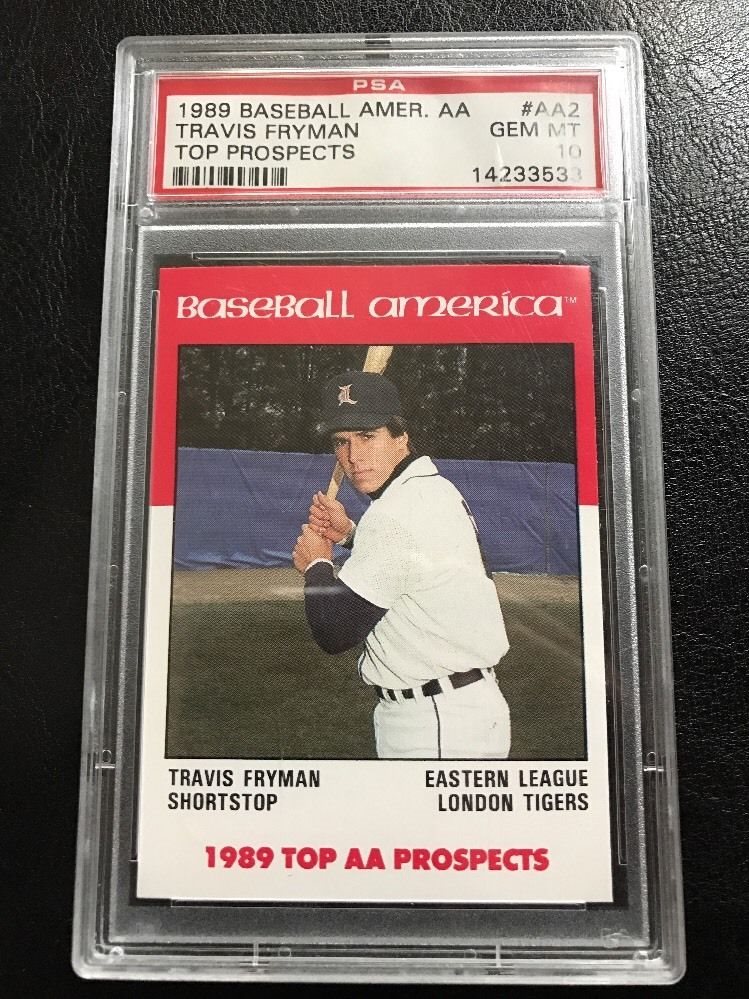 PSA
1989 BASEBALL AMER. AA #AA2
TRAVIS FRYMAN GEM MT
TOP PROSPECTS 10
14233533
BaseBall america™
L
TRAVIS FRYMAN EASTERN LEAGUE
SHORTSTOP LONDON TIGERS
1989 TOP AA PROSPECTS